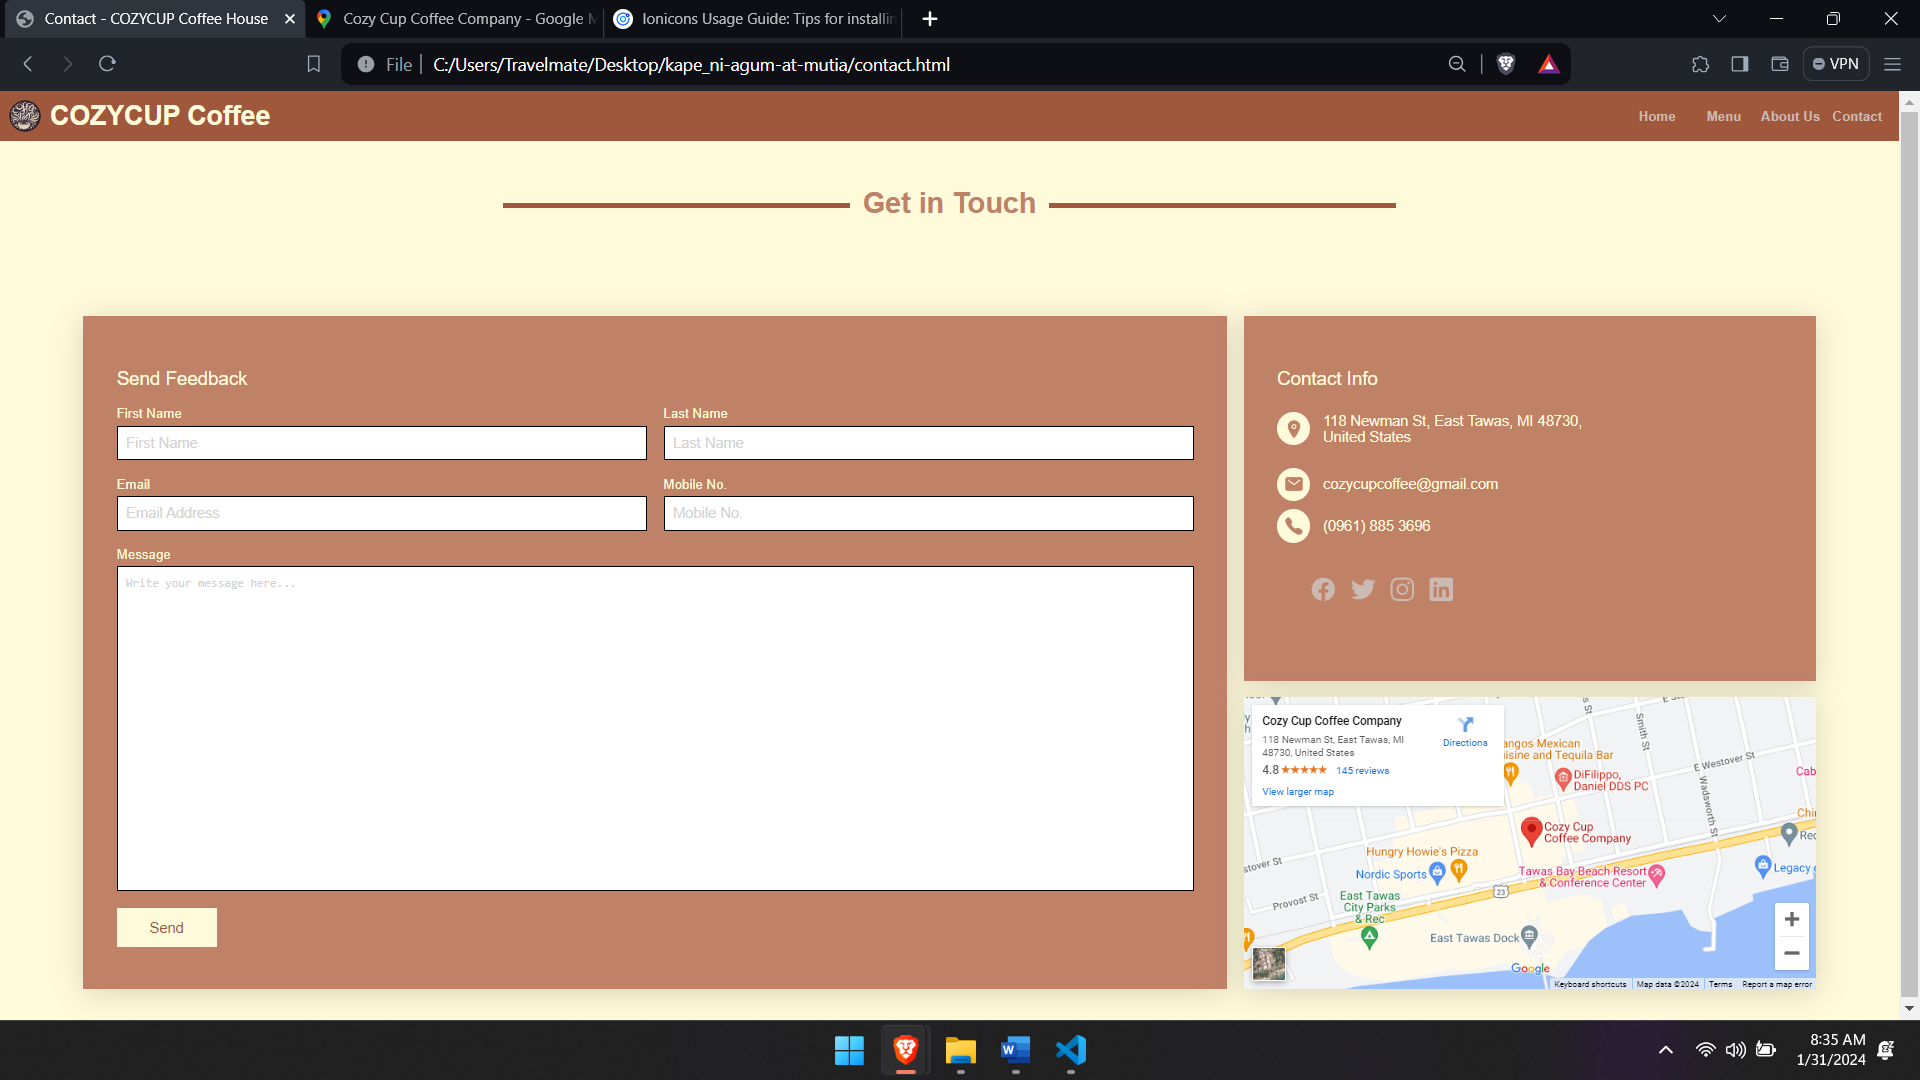 Contact - COZYCUP Coffee House
Cozy Cup Coffee Company - Google
Ionicons Usage Guide: Tips for installin
File
C:/Users/Travelmate/Desktop/kape_ni-agum-at-mutia/contact.html
VPN
COZYCUP Coffee
Home Menu About Us Contact
Get in Touch
Send Feedback
First Name
Last Name
First Name
Last Name
Email
Mobile No.
Email Address
Mobile No.
Message
Write your message here...
Send
Contact Info
118 Newman St, East Tawas, MI 48730,
United States
cozycupcoffee@gmail.com
(0961) 885 3696
Cozy Cup Coffee Company
118 Newman St, East Tawas, MI
48730, United States
Directions
4.8
145 reviews
View larger map
angos Mexican
isine and Tequila Bar
DiFilippo,
Daniel DDS PC
Smith St
E Westover St
Wadsworth St
Cab
Chi
Rec
Cozy Cup
Coffee Company
Hungry Howie's Pizza
Nordic Sports
Tawas Bay Beach Resort
& Conference Center
Legacy
stover St
Provost St
East Tawas
City Parks
& Rec
23
East Tawas Dock
Google
Keyboard shortcuts
Map data ©2024
Terms
Report a map error
8:35 AM
1/31/2024